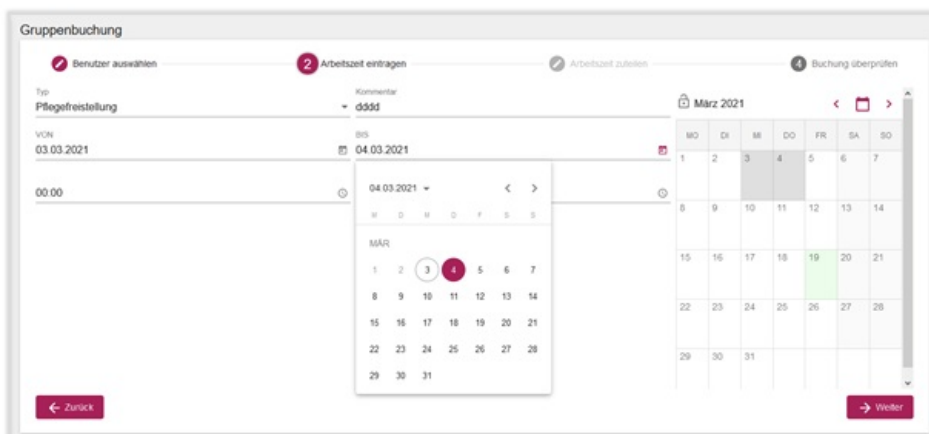 Gruppenbuchung
Benutzer auswählen
2 Arbeitszeit eintragen
Arbeitszeit zuteilen
4 Buchung überprüfen
Typ
Pflegefreistellung
Kommentar
dddd
VON
03.03.2021
BIS
04.03.2021
00:00
04.03.2021
M D M D F S S
MÄR
1 2 3 4 5 6 7
8 9 10 11 12 13 14
15 16 17 18 19 20 21
22 23 24 25 26 27 28
29 30 31
März 2021
MO DI MI DO FR SA SO
1 2 3 4 5 6 7
8 9 10 11 12 13 14
15 16 17 18 19 20 21
22 23 24 25 26 27 28
29 30 31
Zurück
Weiter